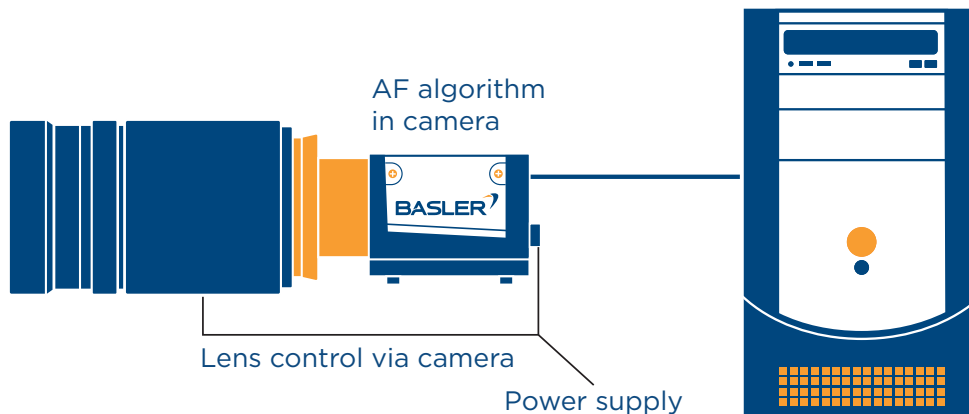 AF algorithm
in camera
BASLER
Lens control via camera
Power supply